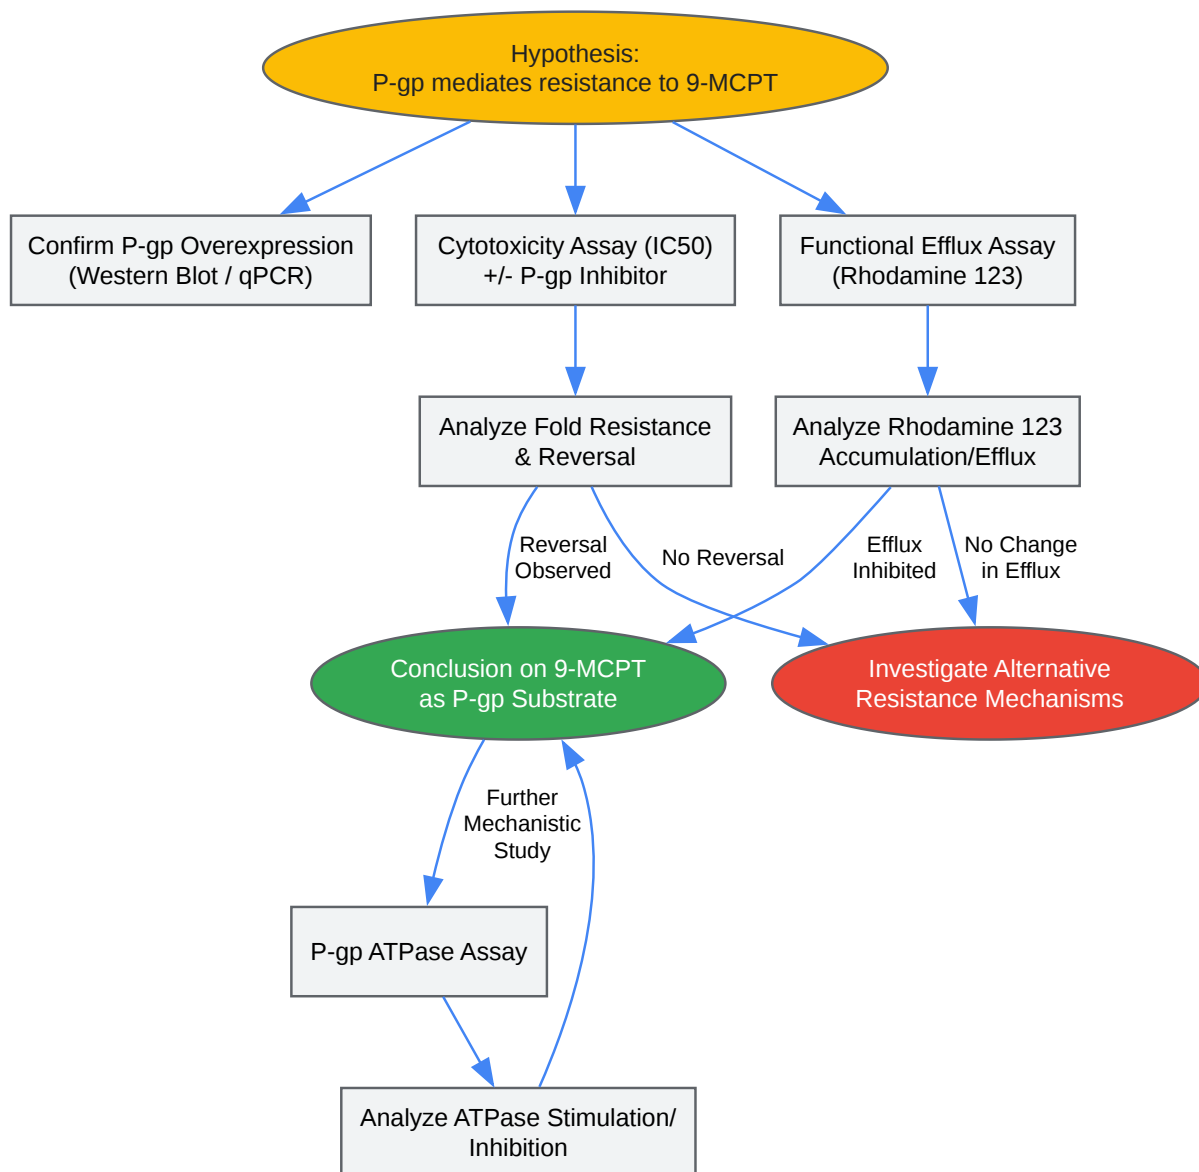 Hypothesis:
P-gp mediates resistance to 9-MCPT
Confirm P-gp Overexpression
(Western Blot / qPCR)
Cytotoxicity Assay (IC50)
+/- P-gp Inhibitor
Functional Efflux Assay
(Rhodamine 123)
Analyze Fold Resistance
& Reversal
Analyze Rhodamine 123
Accumulation/Efflux
Reversal
Observed
No Reversal
Efflux
Inhibited
No Change
in Efflux
Conclusion on 9-MCPT
as P-gp Substrate
Investigate Alternative
Resistance Mechanisms
Further
Mechanistic
Study
P-gp ATPase Assay
Analyze ATPase Stimulation/
Inhibition